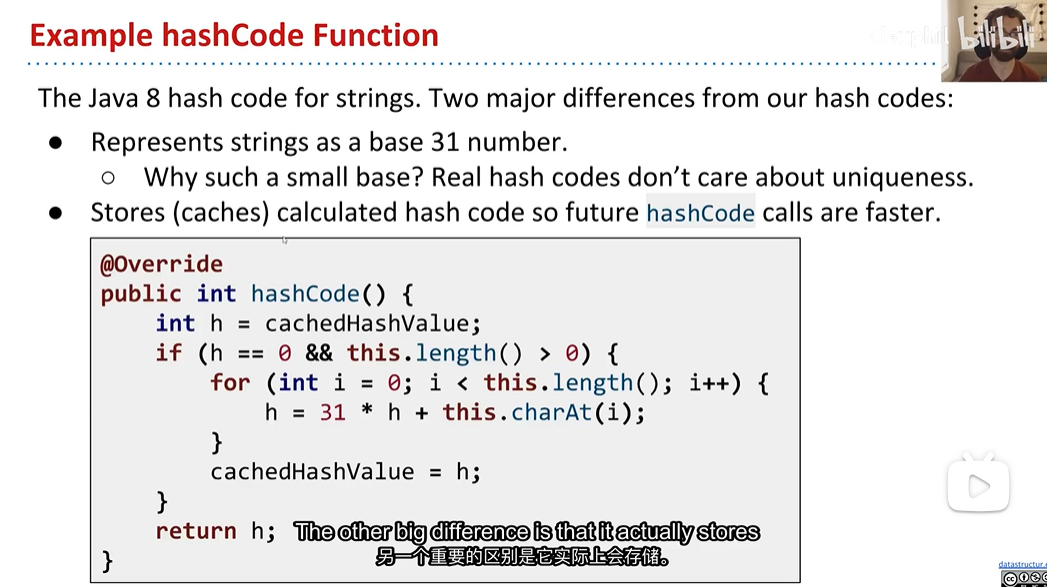 Example hashCode Function
bilibili
The Java 8 hash code for strings. Two major differences from our hash codes:
● Represents strings as a base 31 number.
○ Why such a small base? Real hash codes don’t care about uniqueness.
● Stores (caches) calculated hash code so future hashCode calls are faster.
@Override
public int hashCode() {
int h = cachedHashValue;
if (h == 0 && this.length() > 0) {
for (int i = 0; i < this.length(); i++) {
h = 31 * h + this.charAt(i);
}
cachedHashValue = h;
}
return h;
The other big difference is that it actually stores
另一个重要的区别是它实际上会存储。
}
datastructur.